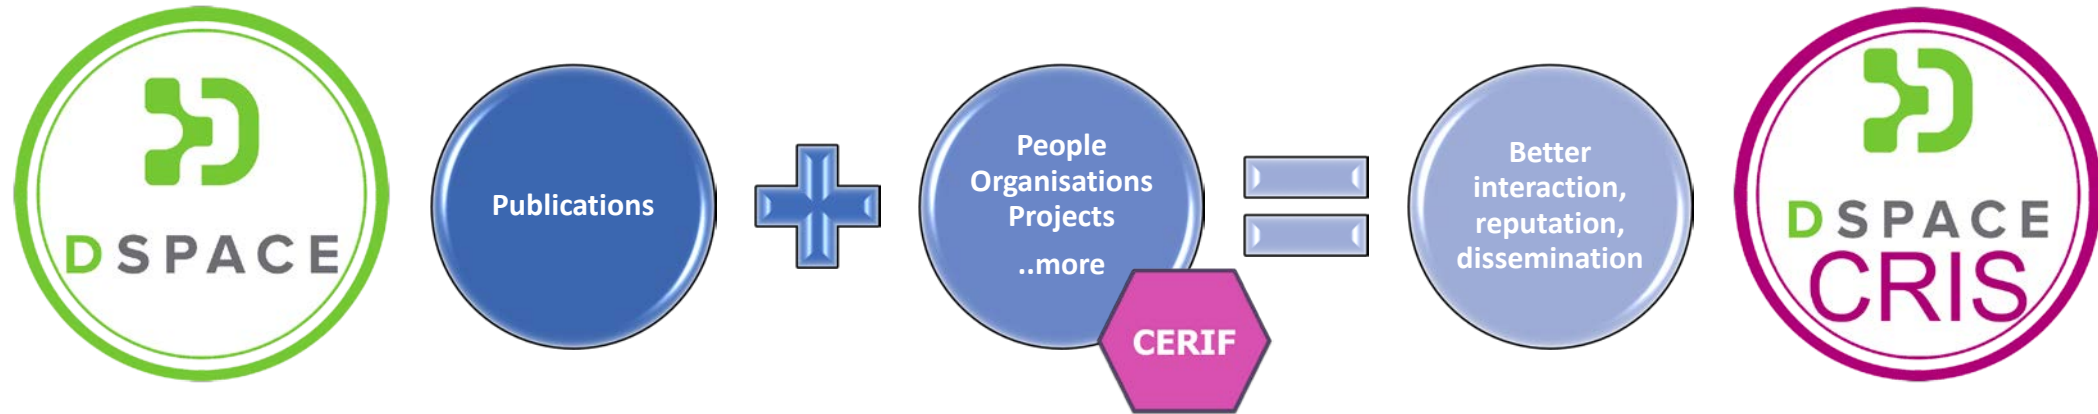 DSPACE
Publications
People
Organisations
Projects
..more
CERIF
Better
interaction,
reputation,
dissemination
DSPACE
CRIS